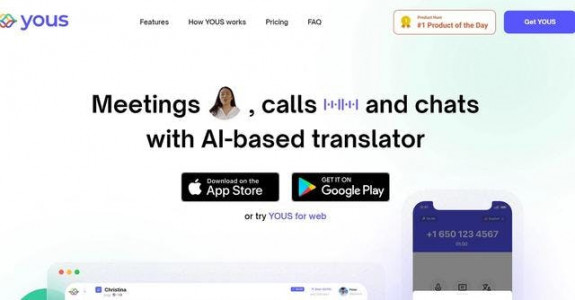 yous
Features How YOUS works Pricing FAQ
Product Hunt
#1 Product of the Day
Get YOUS
Meetings , calls and chats
with AI-based translator
Download on the
App Store
GET IT ON
Google Play
or try YOUS for web
+1 650 123 4567
Christina